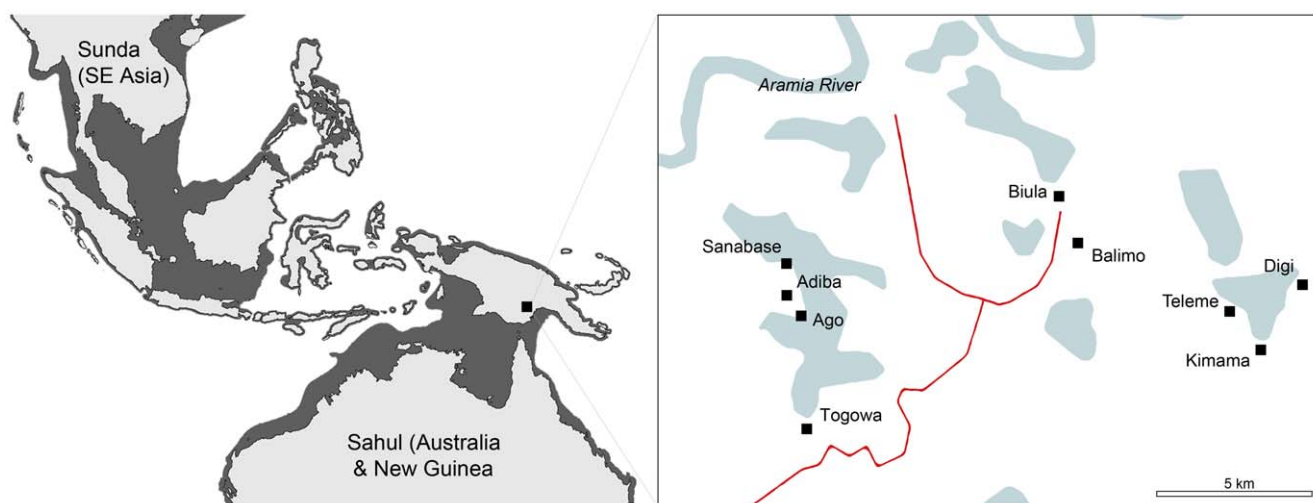 Sunda
(SE Asia)
Sahul (Australia
& New Guinea
Aramia River
Biula
Balimo
Sanabase
Adiba
Ago
Togowa
Digi
Teleme
Kimama
5 km